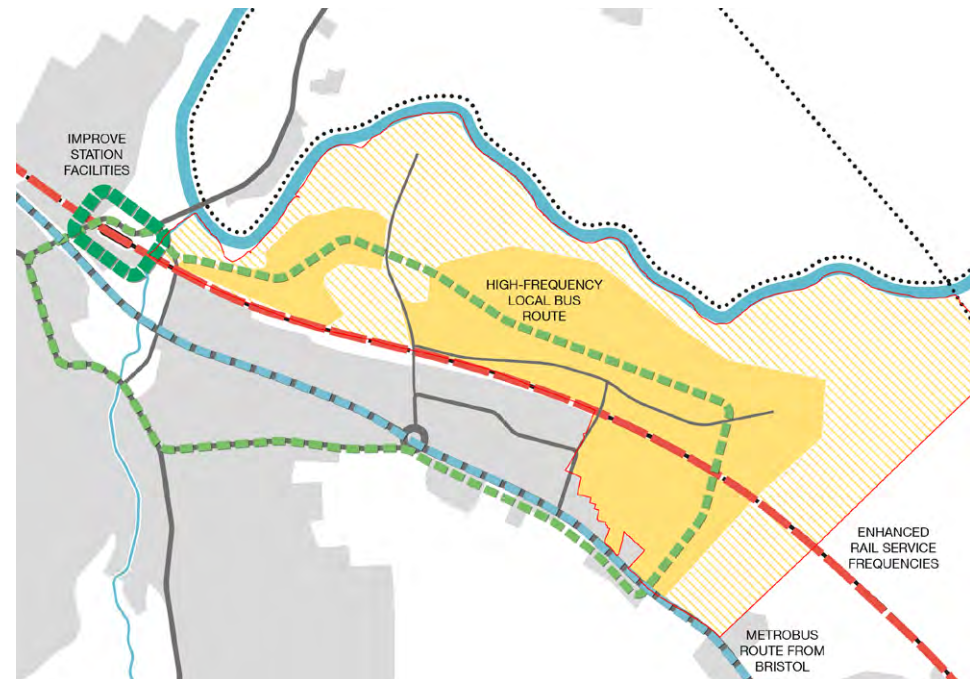 IMPROVE
STATION
FACILITIES
HIGH-FREQUENCY
LOCAL BUS
ROUTE
ENHANCED
RAIL SERVICE
FREQUENCIES
METROBUS
ROUTE FROM
BRISTOL